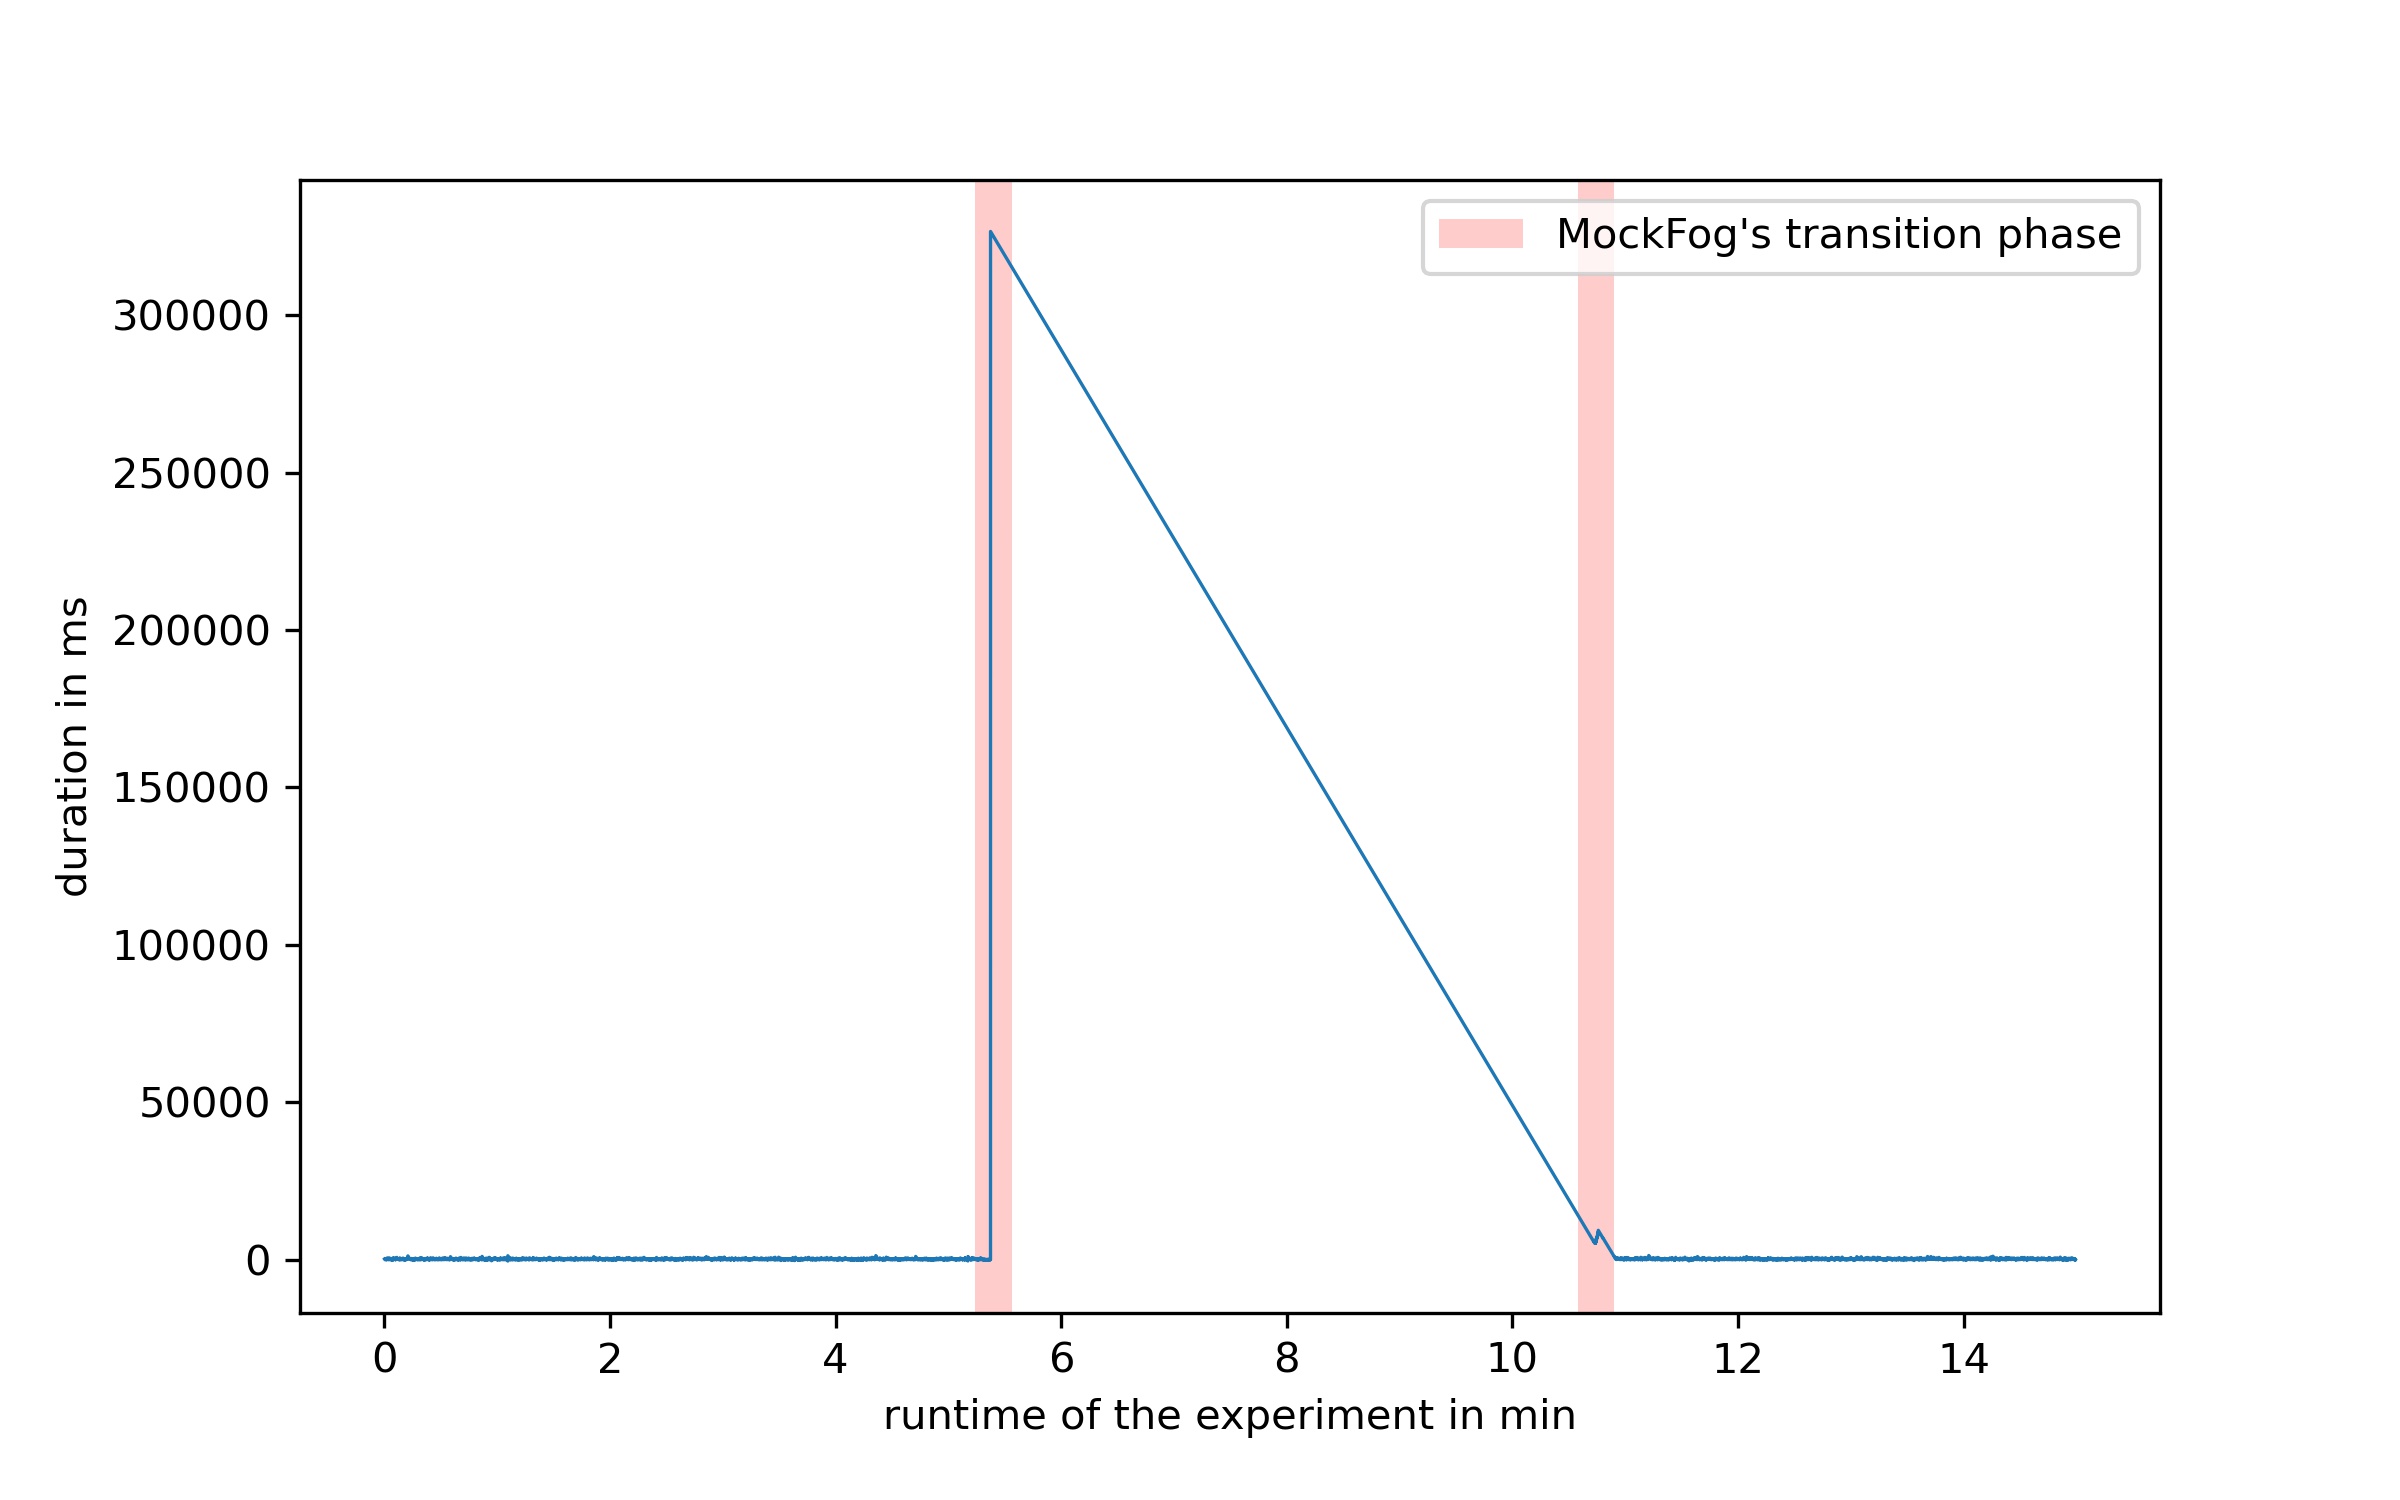 MockFog's transition phase
duration in ms
300000
250000
200000
150000
100000
50000
0
0 2 4 6 8 10 12 14
runtime of the experiment in min